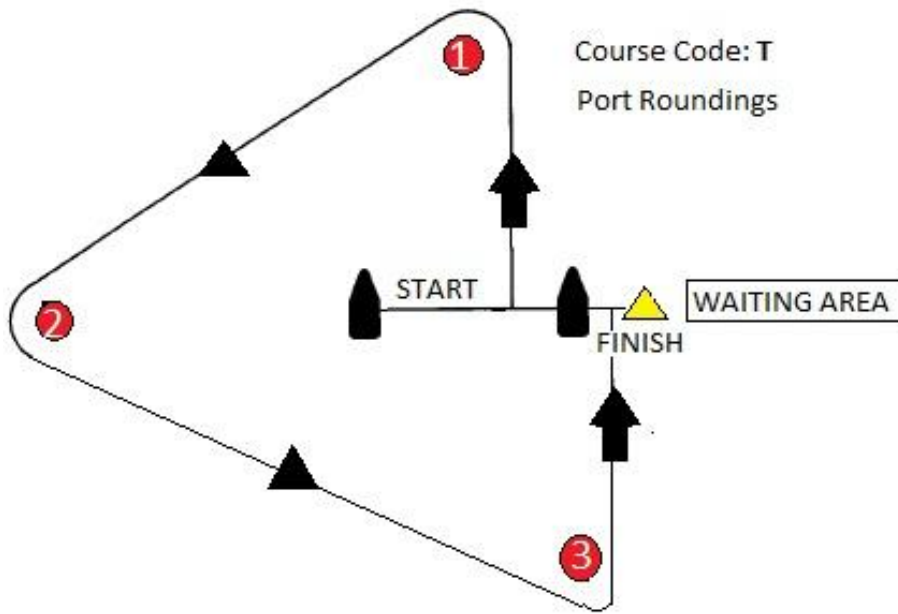 1
Course Code: T
Port Roundings
START
WAITING AREA
2
FINISH
3